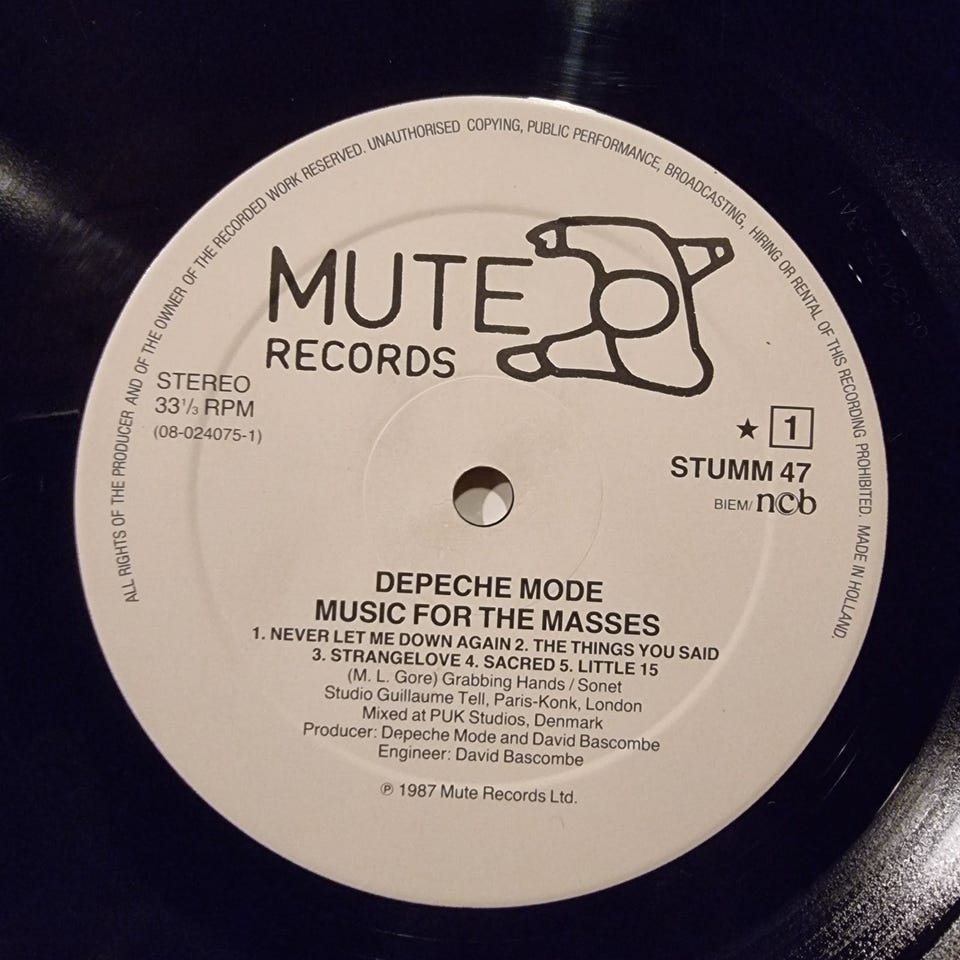 ALL RIGHTS OF THE PRODUCER AND OF THE OWNER OF THE RECORDED WORK RESERVED. UNAUTHORISED COPYING, PUBLIC PERFORMANCE, BROADCASTING, HIRING OR RENTAL OF THIS RECORDING PROHIBITED. MADE IN HOLLAND.
MUTE
RECORDS
STEREO
33⅓ RPM
(08-024075-1)
★ 1
STUMM 47
BIEM/ncb
DEPECHE MODE
MUSIC FOR THE MASSES
1. NEVER LET ME DOWN AGAIN 2. THE THINGS YOU SAID
3. STRANGELOVE 4. SACRED 5. LITTLE 15
(M. L. Gore) Grabbing Hands / Sonet
Studio Guillaume Tell, Paris-Konk, London
Mixed at PUK Studios, Denmark
Producer: Depeche Mode and David Bascombe
Engineer: David Bascombe
℗ 1987 Mute Records Ltd.